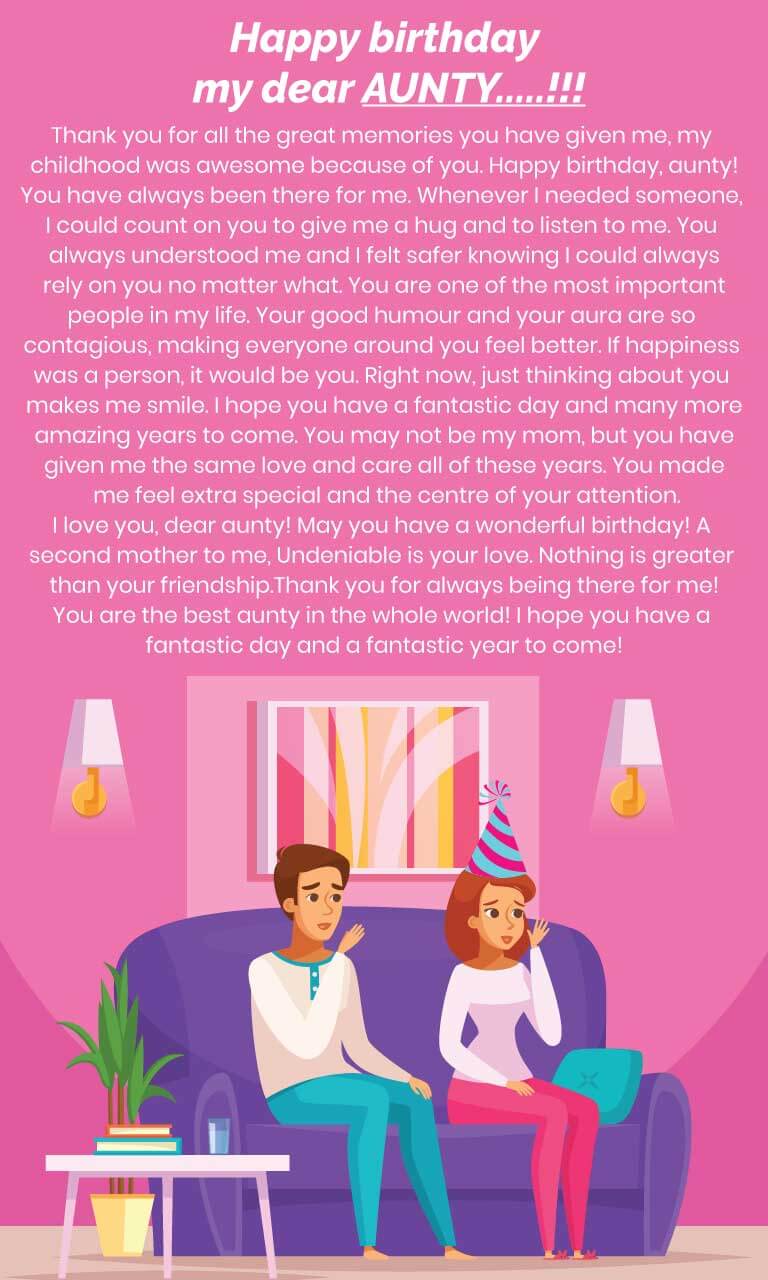 Happy birthday
my dear AUNTY.....!!!
Thank you for all the great memories you have given me, my
childhood was awesome because of you. Happy birthday, aunty!
You have always been there for me. Whenever I needed someone,
I could count on you to give me a hug and to listen to me. You
always understood me and I felt safer knowing I could always
rely on you no matter what. You are one of the most important
people in my life. Your good humour and your aura are so
contagious, making everyone around you feel better. If happiness
was a person, it would be you. Right now, just thinking about you
makes me smile. I hope you have a fantastic day and many more
amazing years to come. You may not be my mom, but you have
given me the same love and care all of these years. You made
me feel extra special and the centre of your attention.
I love you, dear aunty! May you have a wonderful birthday! A
second mother to me, Undeniable is your love. Nothing is greater
than your friendship.Thank you for always being there for me!
You are the best aunty in the whole world! I hope you have a
fantastic day and a fantastic year to come!